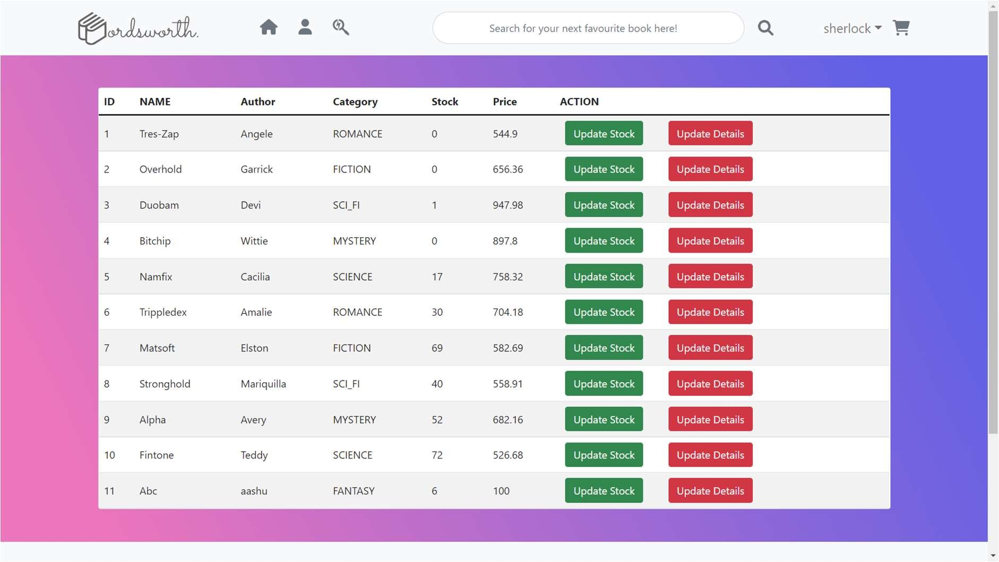 ordsworth. Search for your next favourite book here! sherlock
ID NAME Author Category Stock Price ACTION
1 Tres-Zap Angele ROMANCE 0 544.9 Update Stock Update Details
2 Overhold Garrick FICTION 0 656.36 Update Stock Update Details
3 Duobam Devi SCI_FI 1 947.98 Update Stock Update Details
4 Bitchip Wittie MYSTERY 0 897.8 Update Stock Update Details
5 Namfix Cacilia SCIENCE 17 758.32 Update Stock Update Details
6 Trippledex Amalie ROMANCE 30 704.18 Update Stock Update Details
7 Matsoft Elston FICTION 69 582.69 Update Stock Update Details
8 Stronghold Mariquilla SCI_FI 40 558.91 Update Stock Update Details
9 Alpha Avery MYSTERY 52 682.16 Update Stock Update Details
10 Fintone Teddy SCIENCE 72 526.68 Update Stock Update Details
11 Abc aashu FANTASY 6 100 Update Stock Update Details